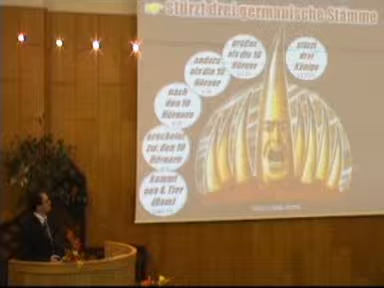 stürzt drei germanische Stämme
größer
als die 10
Hörner
stürzt
drei
Könige
anders
als die 10
Hörner
nach
den 10
Hörnern
erscheint
zu. den 10
Hörnern
kommt
aus 4. Tier
(Rom)